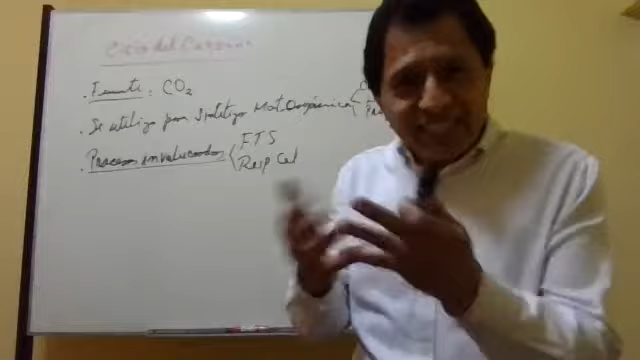 Ciclo del Carbono
. Fuente : CO2
. Se utiliza para Sintetizar Mat. Orgánica <
. Procesos involucrados < FTS
Resp Cel